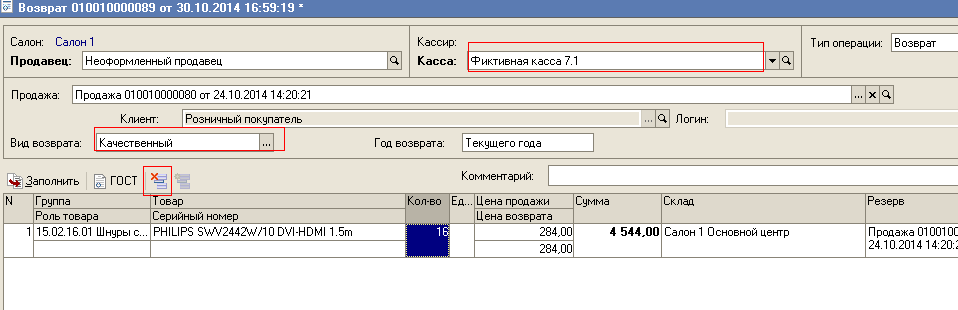 Возврат 010010000089 от 30.10.2014 16:59:19 *
Салон: Салон 1
Кассир:
Тип операции: Возврат
Продавец: Неоформленный продавец
Касса: Фиктивная касса 7.1
Продажа: Продажа 010010000080 от 24.10.2014 14:20:21
Клиент: Розничный покупатель
Логин:
Вид возврата: Качественный
Год возврата: Текущего года
Заполнить
ГОСТ
Комментарий:
N Группа Товар Кол-во Ед... Цена продажи Сумма Склад Резерв
Роль товара Серийный номер Цена возврата
1 15.02.16.01 Шнуры с... PHILIPS SWV2442W/10 DVI-HDMI 1.5m 16 284,00 4 544,00 Салон 1 Основной центр Продажа 010010
284,00 24.10.2014 14:20:2